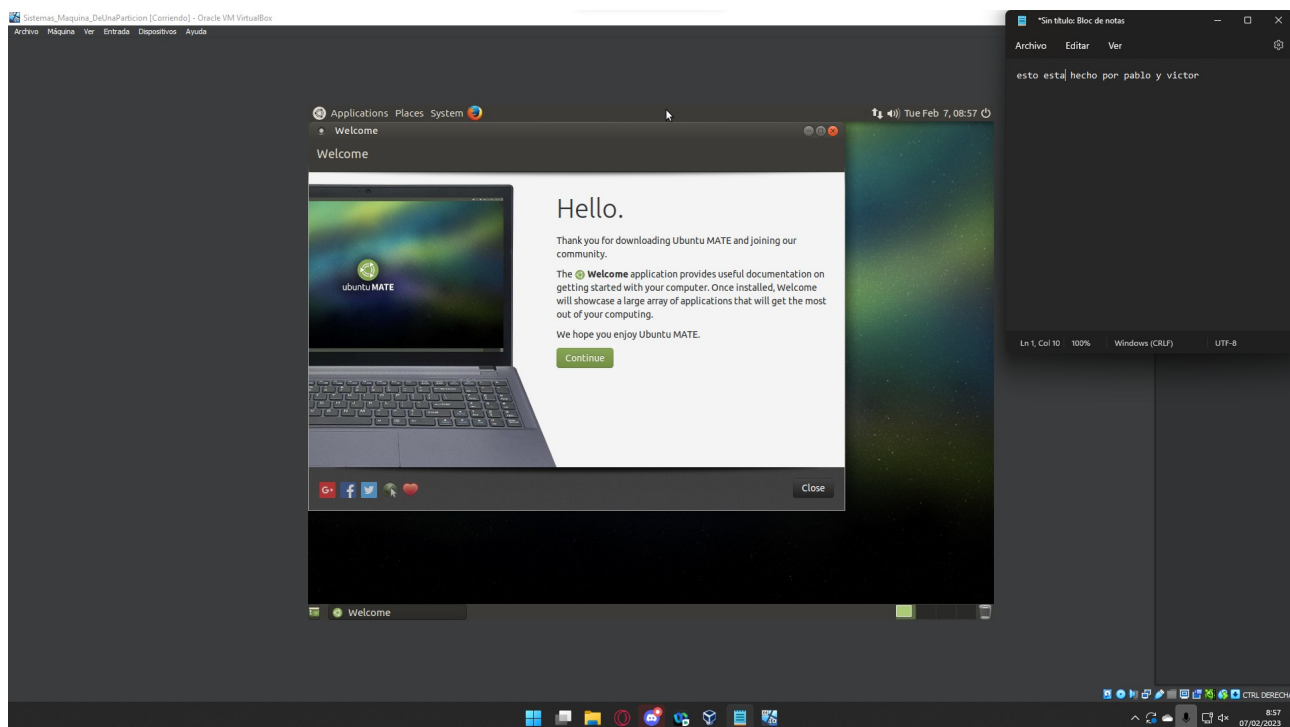 Sistemas_Maquina_DeUnaParticion [Corriendo] - Oracle VM VirtualBox
Archivo Máquina Ver Entrada Dispositivos Ayuda
*Sin título: Bloc de notas
Archivo Editar Ver
esto esta hecho por pablo y victor
Ln 1, Col 10 100% Windows (CRLF) UTF-8
Applications Places System Tue Feb 7, 08:57
Welcome
Welcome
ubuntu MATE
Hello.
Thank you for downloading Ubuntu MATE and joining our
community.
The Welcome application provides useful documentation on
getting started with your computer. Once installed, Welcome
will showcase a large array of applications that will get the most
out of your computing.
We hope you enjoy Ubuntu MATE.
Continue
G+
Close
Welcome
CTRL DERECHA
8:57
07/02/2023